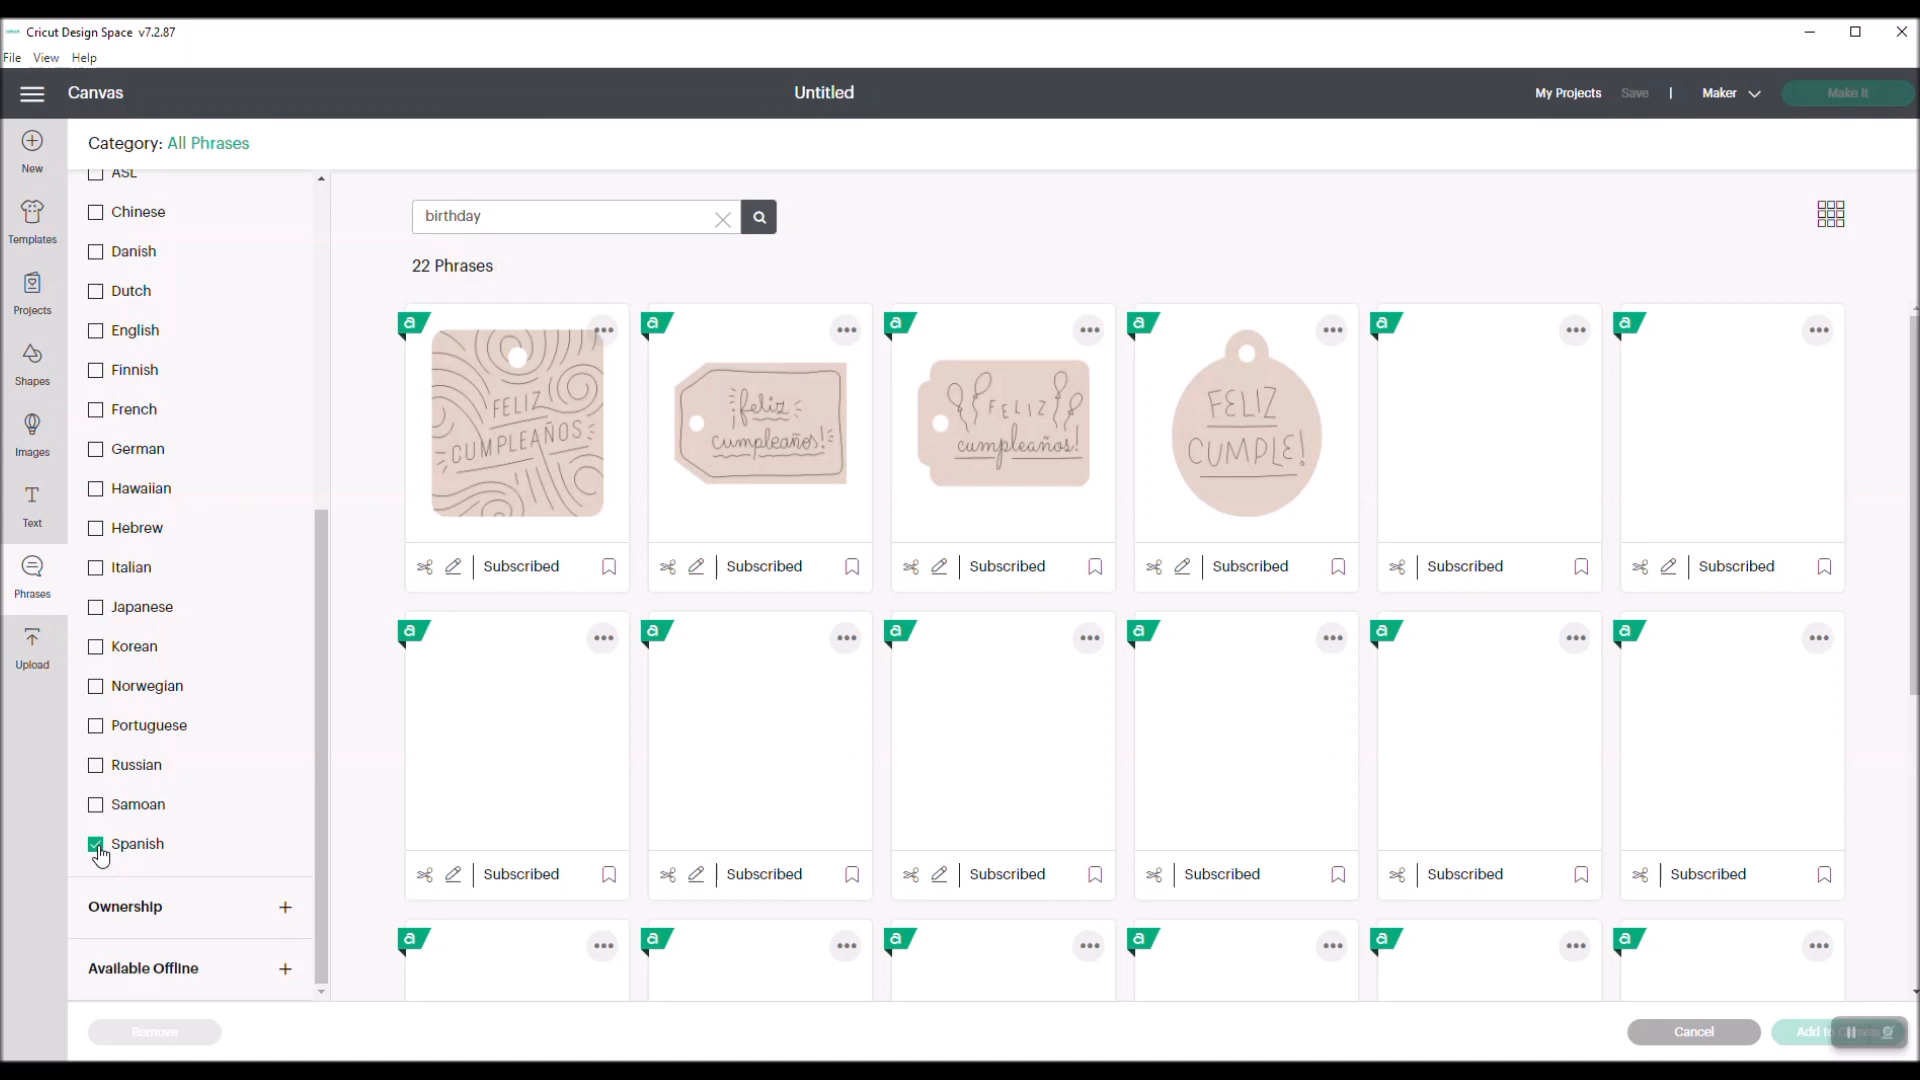 Cricut Design Space v7.2.87
File View Help
Canvas
Untitled
My Projects Save | Maker Make It
New
Templates
Projects
Shapes
Images
Text
Phrases
Upload
Category: All Phrases
ASL
Chinese
Danish
Dutch
English
Finnish
French
German
Hawaiian
Hebrew
Italian
Japanese
Korean
Norwegian
Portuguese
Russian
Samoan
Spanish
Ownership +
Available Offline +
birthday
22 Phrases
a a a a a a
FELIZ
CUMPLEAÑOS
¡feliz
cumpleaños!
FELIZ
cumpleaños!
FELIZ
CUMPLE!
Subscribed Subscribed Subscribed Subscribed Subscribed Subscribed
a a a a a a
Subscribed Subscribed Subscribed Subscribed Subscribed Subscribed
a a a a a a
Remove
Cancel
Add to Canvas